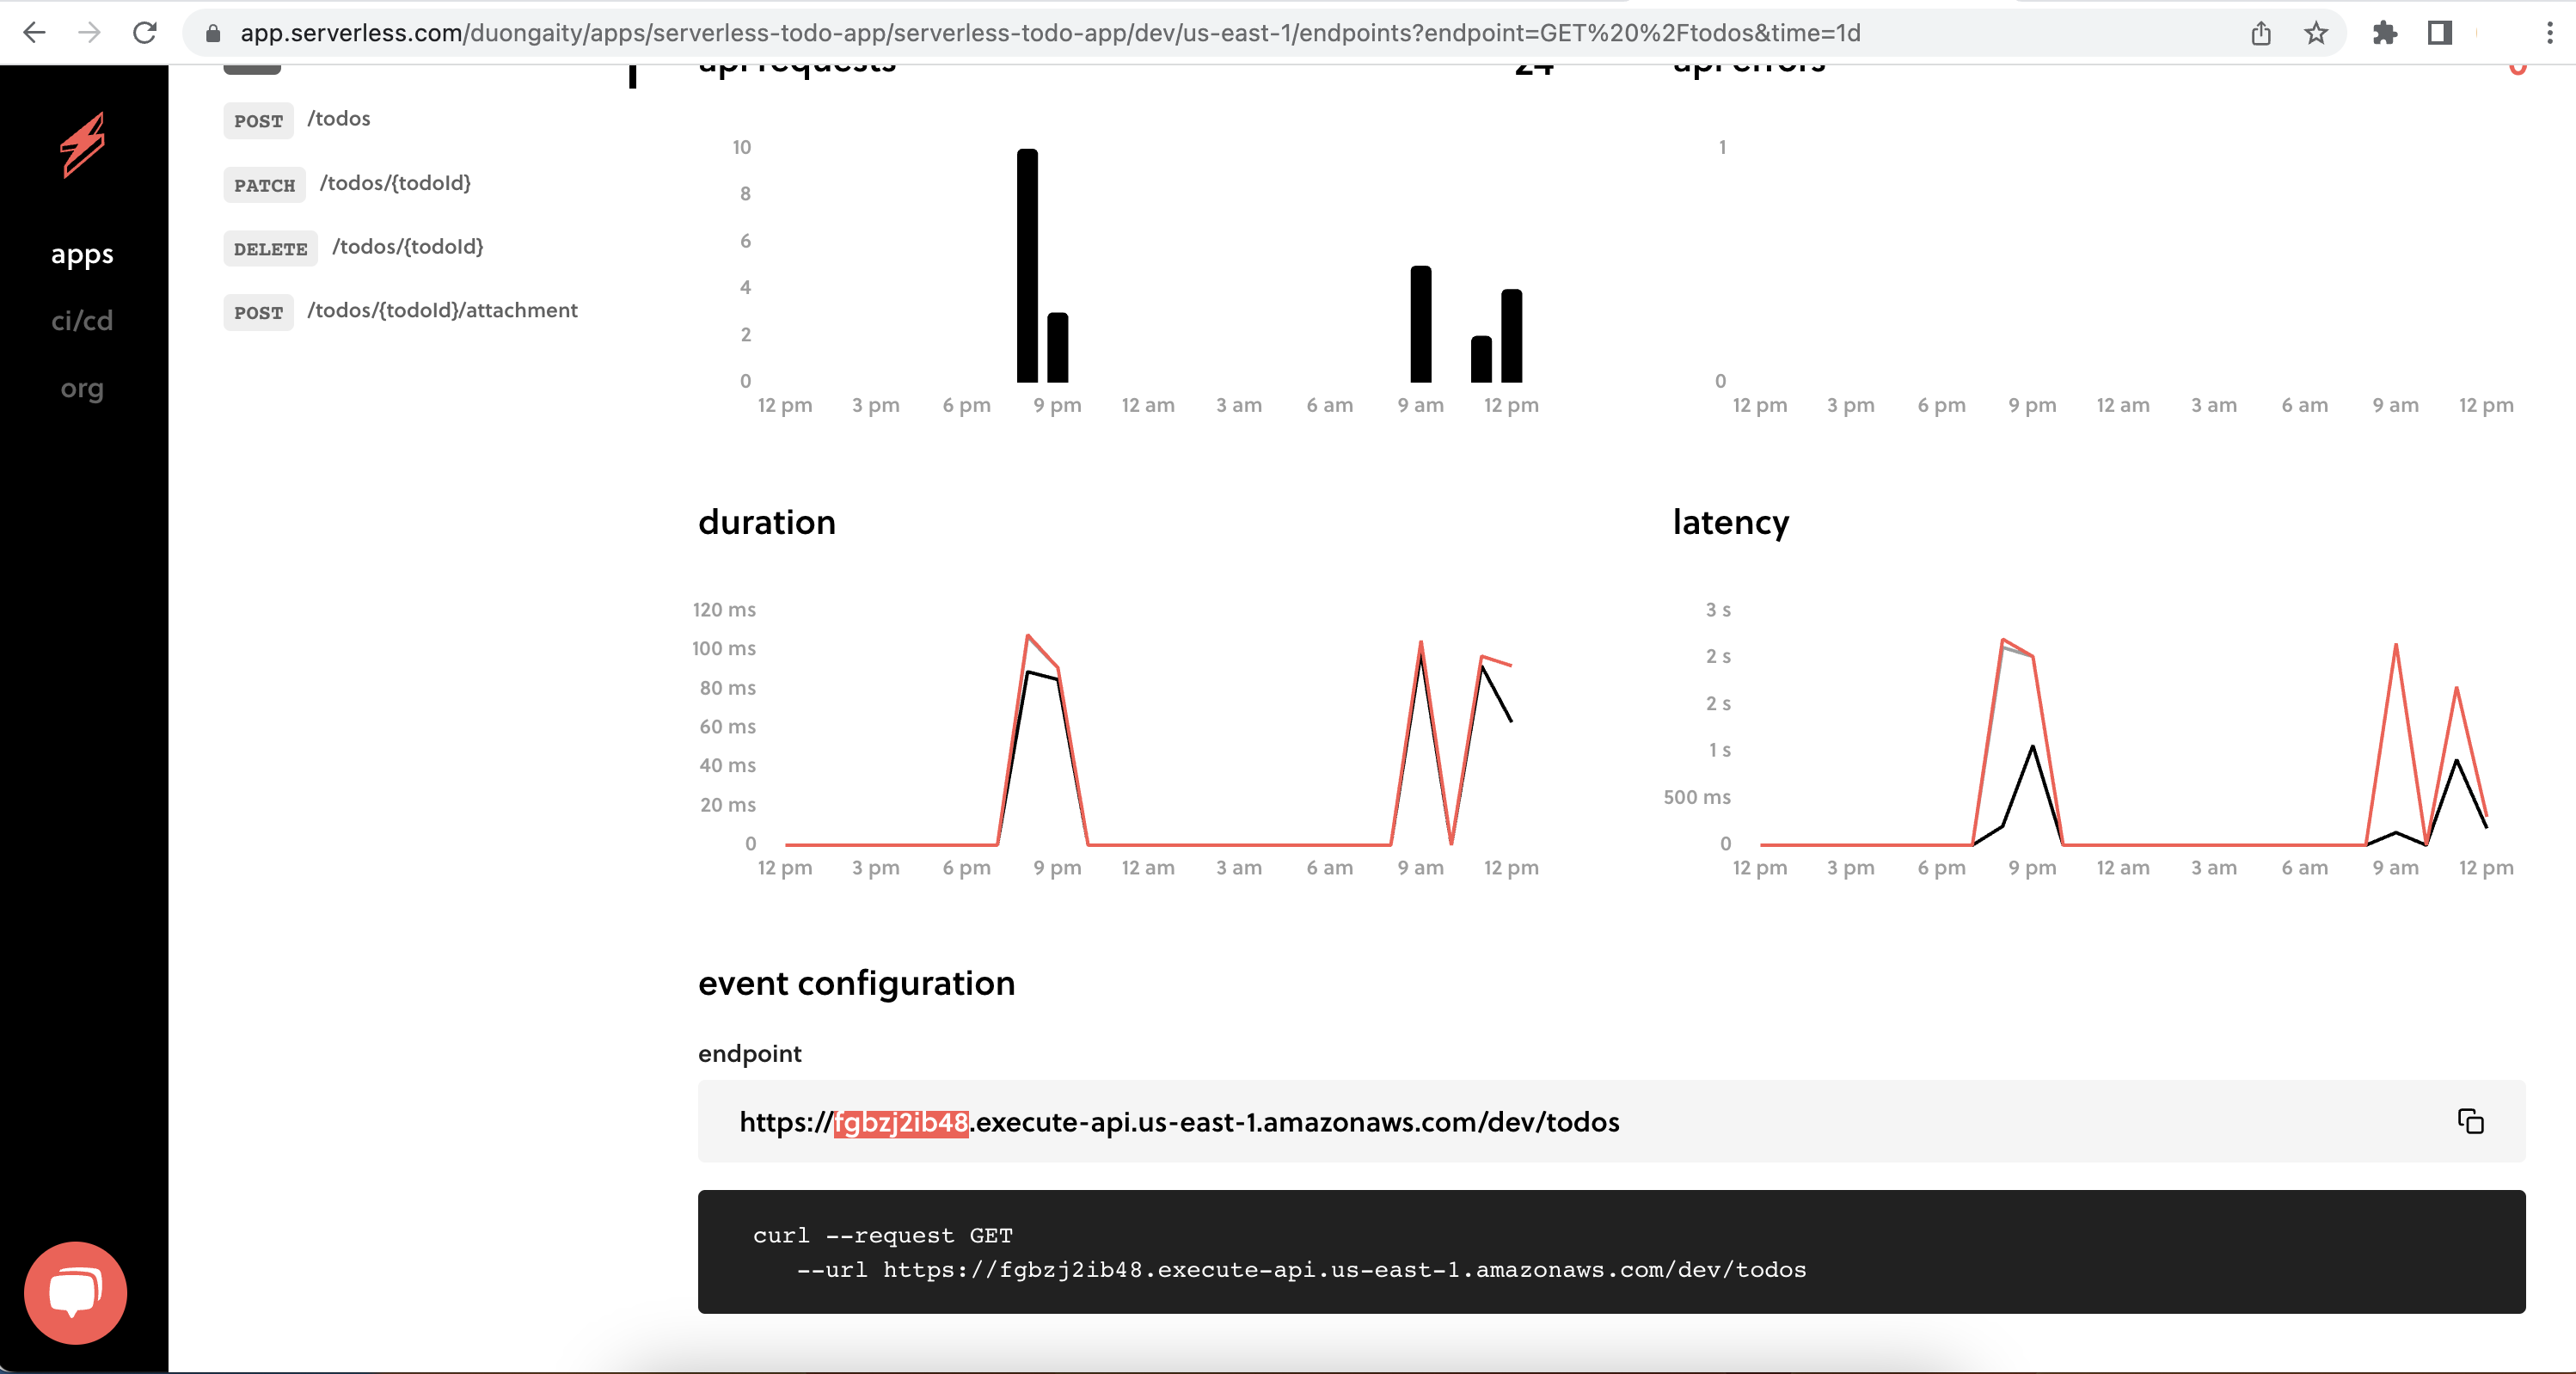 app.serverless.com/duongaity/apps/serverless-todo-app/serverless-todo-app/dev/us-east-1/endpoints?endpoint=GET%20%2Ftodos&time=1d
apps
ci/cd
org
POST /todos
PATCH /todos/{todoId}
DELETE /todos/{todoId}
POST /todos/{todoId}/attachment
api requests 24
10
8
6
4
2
0
12 pm 3 pm 6 pm 9 pm 12 am 3 am 6 am 9 am 12 pm
api errors
1
0
12 pm 3 pm 6 pm 9 pm 12 am 3 am 6 am 9 am 12 pm
duration
120 ms
100 ms
80 ms
60 ms
40 ms
20 ms
0
12 pm 3 pm 6 pm 9 pm 12 am 3 am 6 am 9 am 12 pm
latency
3 s
2 s
2 s
1 s
500 ms
0
12 pm 3 pm 6 pm 9 pm 12 am 3 am 6 am 9 am 12 pm
event configuration
endpoint
https://fgbzj2ib48.execute-api.us-east-1.amazonaws.com/dev/todos
curl --request GET
--url https://fgbzj2ib48.execute-api.us-east-1.amazonaws.com/dev/todos